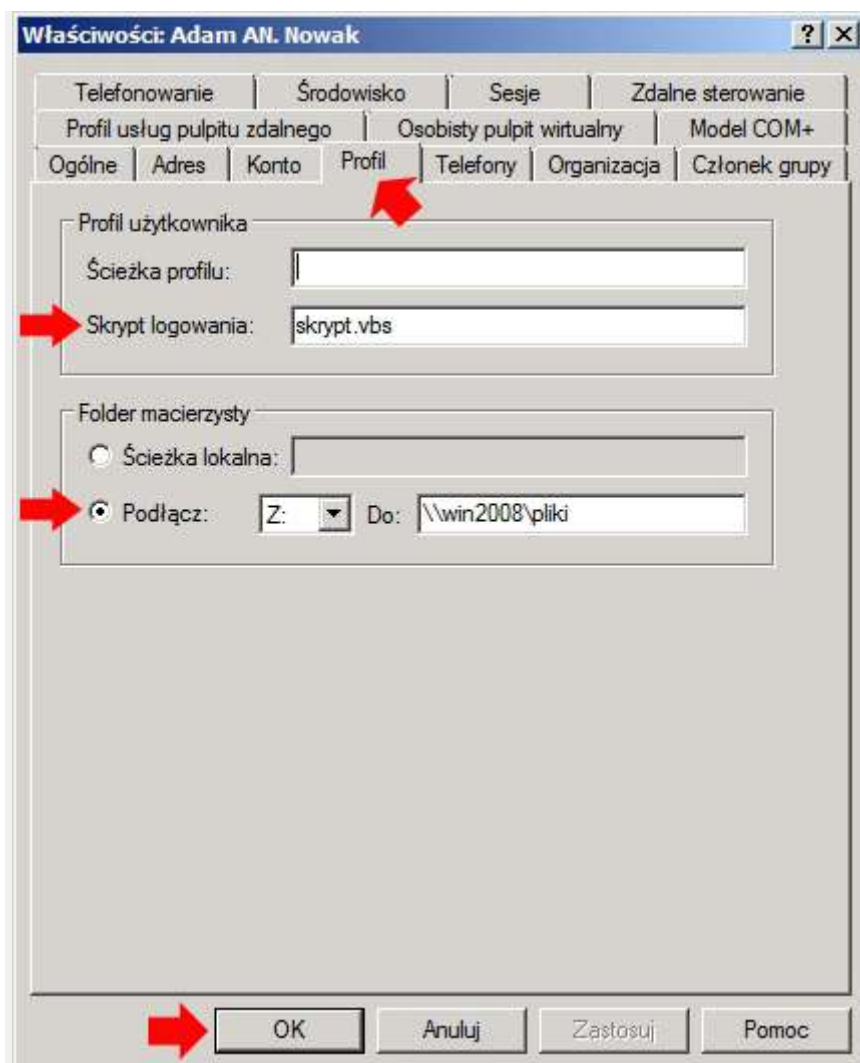 Właściwości: Adam AN. Nowak
Telefonowanie Środowisko Sesje Zdalne sterowanie
Profil usług pulpitu zdalnego Osobisty pulpit wirtualny Model COM+
Ogólne Adres Konto Profil Telefony Organizacja Członek grupy
Profil użytkownika
Ścieżka profilu:
Skrypt logowania: skrypt.vbs
Folder macierzysty
Ścieżka lokalna:
Podłącz: Z: Do: \\win2008\pliki
OK Anuluj Zastosuj Pomoc